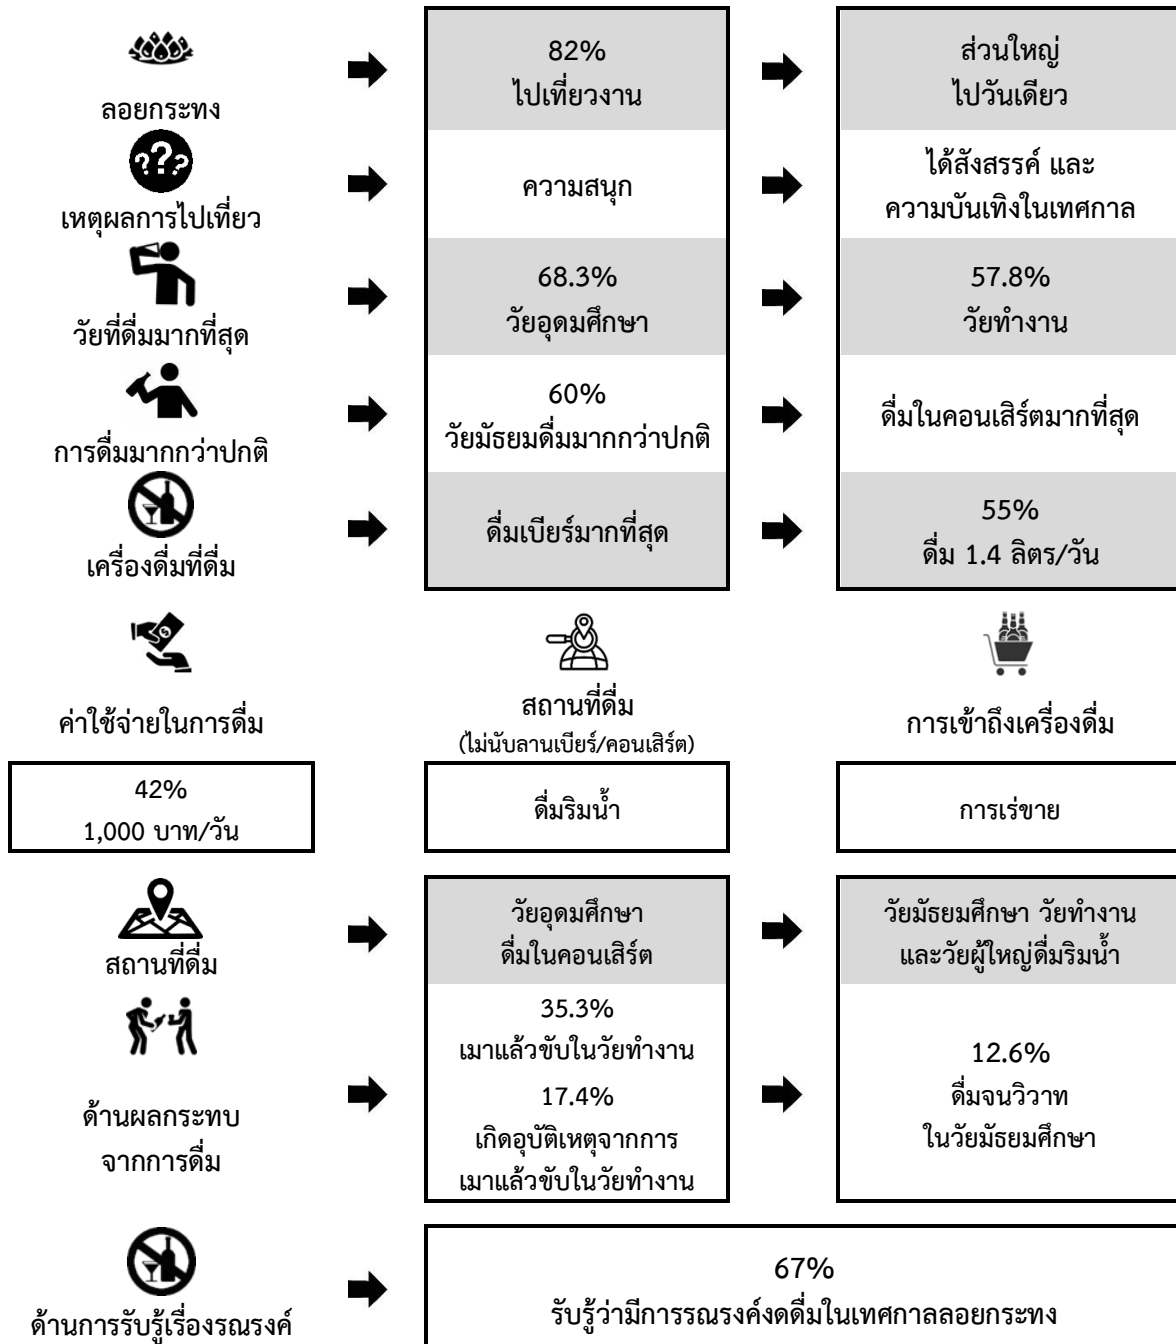 ลอยกระทง
82%
ไปเที่ยวงาน
ส่วนใหญ่
ไปวันเดียว
???
เหตุผลการไปเที่ยว
ความสนุก
ได้สังสรรค์ และ
ความบันเทิงในเทศกาล
วัยที่ดื่มมากที่สุด
68.3%
วัยอุดมศึกษา
57.8%
วัยทำงาน
การดื่มมากกว่าปกติ
60%
วัยมัธยมดื่มมากกว่าปกติ
ดื่มในคอนเสิร์ตมากที่สุด
เครื่องดื่มที่ดื่ม
ดื่มเบียร์มากที่สุด
55%
ดื่ม 1.4 ลิตร/วัน
ค่าใช้จ่ายในการดื่ม
42%
1,000 บาท/วัน
สถานที่ดื่ม
(ไม่นับลานเบียร์/คอนเสิร์ต)
ดื่มริมน้ำ
การเข้าถึงเครื่องดื่ม
การเร่ขาย
สถานที่ดื่ม
วัยอุดมศึกษา
ดื่มในคอนเสิร์ต
วัยมัธยมศึกษา วัยทำงาน
และวัยผู้ใหญ่ดื่มริมน้ำ
ด้านผลกระทบ
จากการดื่ม
35.3%
เมาแล้วขับในวัยทำงาน
17.4%
เกิดอุบัติเหตุจากการ
เมาแล้วขับในวัยทำงาน
12.6%
ดื่มจนวิวาท
ในวัยมัธยมศึกษา
ด้านการรับรู้เรื่องรณรงค์
67%
รับรู้ว่ามีการรณรงค์งดดื่มในเทศกาลลอยกระทง